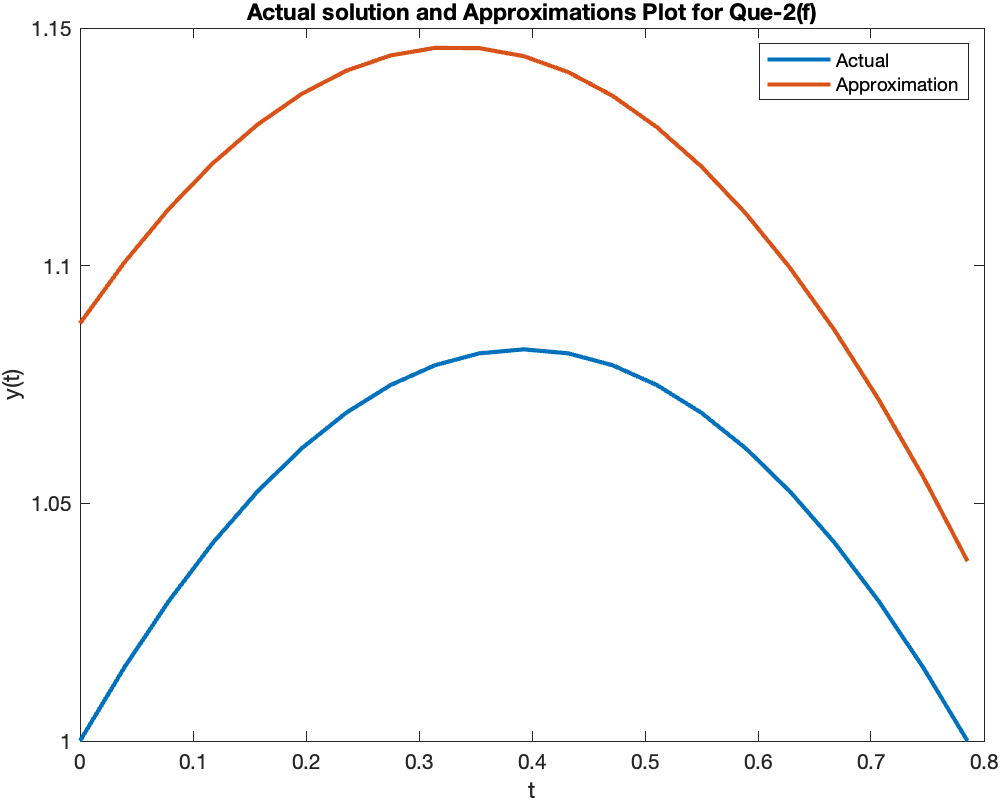 Actual solution and Approximations Plot for Que-2(f)
Actual
Approximation
1.15
1.1
1.05
1
y(t)
0 0.1 0.2 0.3 0.4 0.5 0.6 0.7 0.8
t